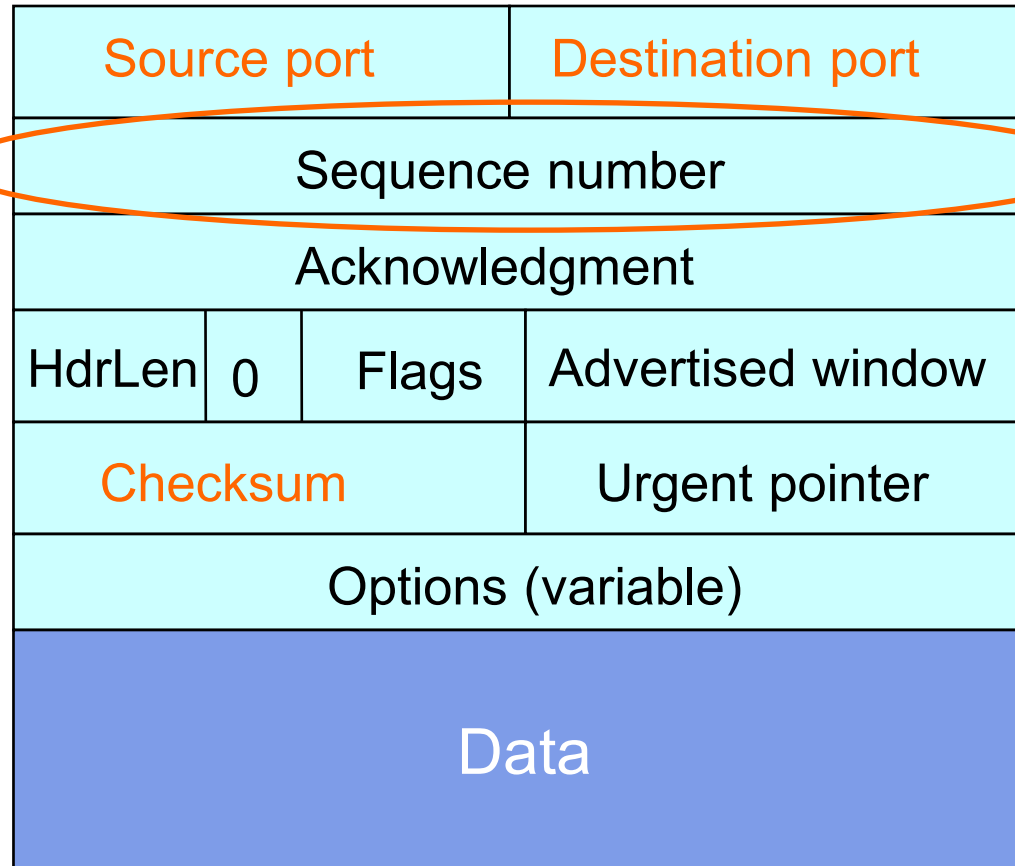 Source port Destination port
Sequence number
Acknowledgment
HdrLen 0 Flags Advertised window
Checksum Urgent pointer
Options (variable)
Data